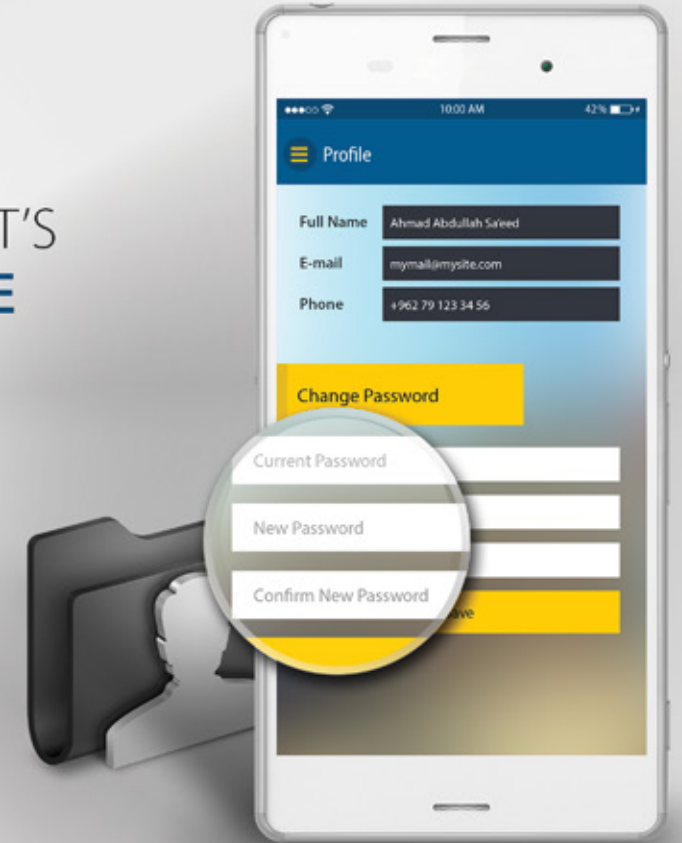 T'S
E
10:00 AM
42%
Profile
Full Name
Ahmad Abdullah Sa'eed
E-mail
mymail@mysite.com
Phone
+962 79 123 34 56
Change Password
Current Password
New Password
Confirm New Password
ave